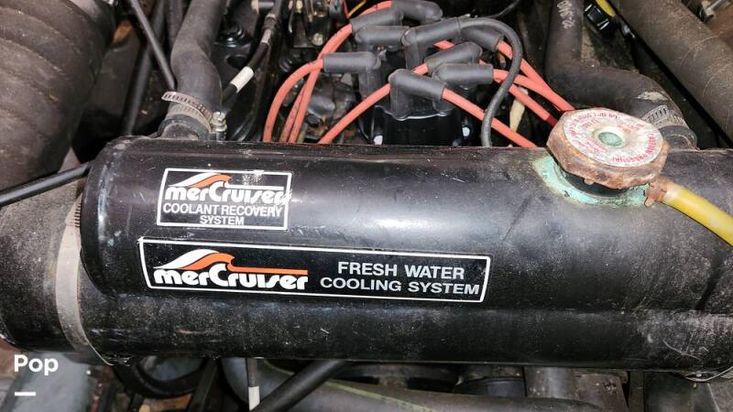 merCruiser
COOLANT RECOVERY
SYSTEM
merCruiser
FRESH WATER
COOLING SYSTEM
Pop